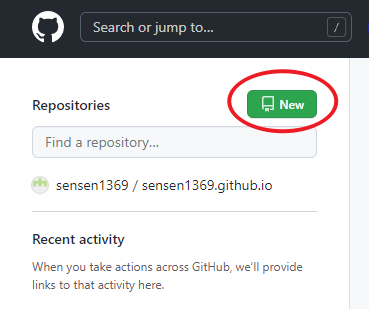 Search or jump to...
/
Repositories
New
Find a repository...
sensen1369 / sensen1369.github.io
Recent activity
When you take actions across GitHub, we'll provide
links to that activity here.